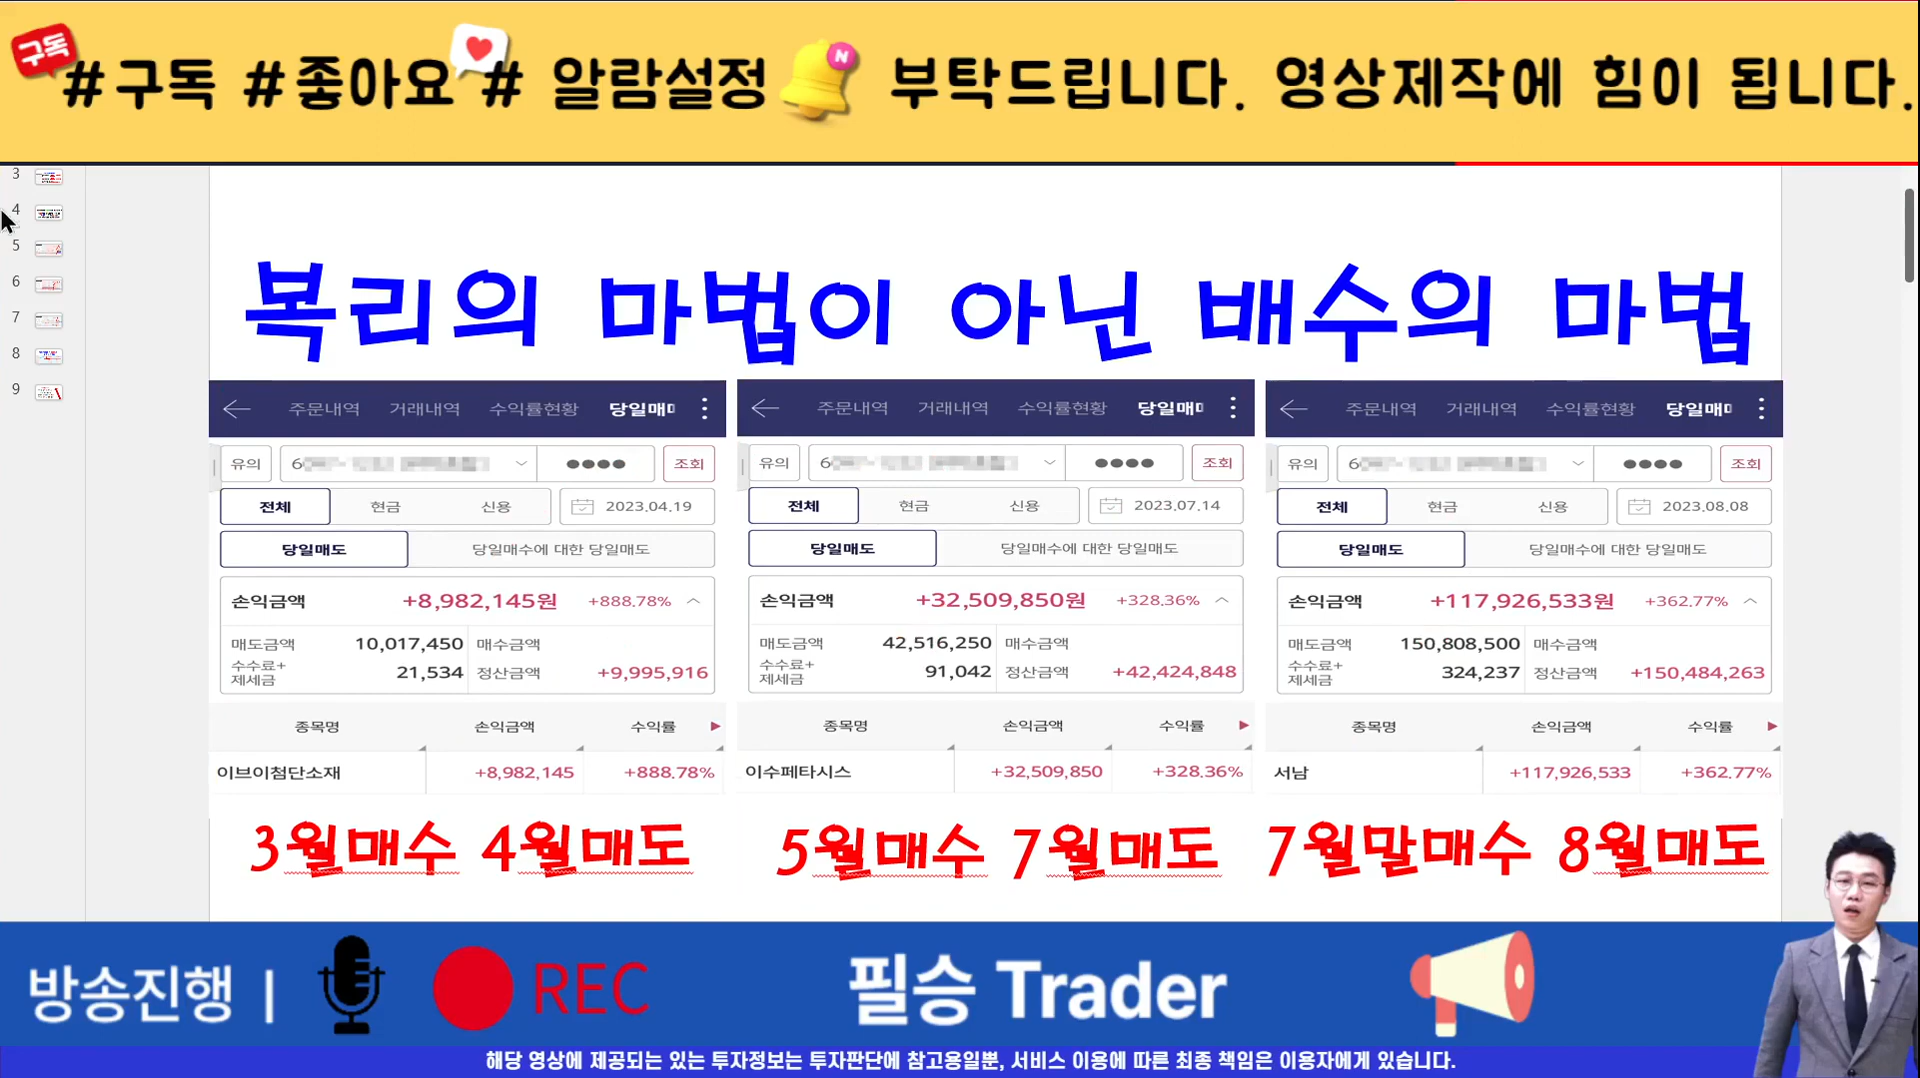 구독
#구독 #좋아요 # 알람설정 N 부탁드립니다. 영상제작에 힘이 됩니다.
3
4
5
6
7
8
9
복리의 마법이 아닌 배수의 마법
주문내역 거래내역 수익률현황 당일매
유의 6 ●●●● 조회
전체 현금 신용 2023.04.19
당일매도 당일매수에 대한 당일매도
손익금액 +8,982,145원 +888.78%
매도금액 10,017,450 매수금액
수수료+
제세금 21,534 정산금액 +9,995,916
종목명 손익금액 수익률
이브이첨단소재 +8,982,145 +888.78%
3월매수 4월매도
주문내역 거래내역 수익률현황 당일매
유의 6 ●●●● 조회
전체 현금 신용 2023.07.14
당일매도 당일매수에 대한 당일매도
손익금액 +32,509,850원 +328.36%
매도금액 42,516,250 매수금액
수수료+
제세금 91,042 정산금액 +42,424,848
종목명 손익금액 수익률
이수페타시스 +32,509,850 +328.36%
5월매수 7월매도
주문내역 거래내역 수익률현황 당일매
유의 6 ●●●● 조회
전체 현금 신용 2023.08.08
당일매도 당일매수에 대한 당일매도
손익금액 +117,926,533원 +362.77%
매도금액 150,808,500 매수금액
수수료+
제세금 324,237 정산금액 +150,484,263
종목명 손익금액 수익률
서남 +117,926,533 +362.77%
7월말매수 8월매도
방송진행 | REC 필승 Trader
해당 영상에 제공되는 있는 투자정보는 투자판단에 참고용일뿐, 서비스 이용에 따른 최종 책임은 이용자에게 있습니다.